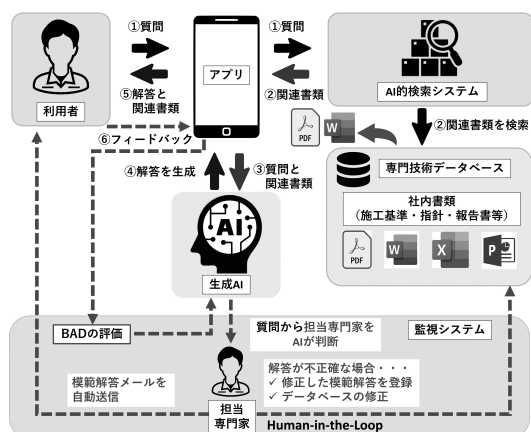 ①質問
①質問
アプリ
利用者
⑤解答と
関連書類
②関連書類
AI的検索システム
②関連書類を検索
PDF
W
⑥フィードバック
④解答を生成
③質問と
関連書類
専門技術データベース
社内書類
（施工基準・指針・報告書等）
PDF
W
X
P
AI
生成AI
BADの評価
質問から担当専門家を
AIが判断
監視システム
模範解答メールを
自動送信
解答が不正確な場合・・・
✓ 修正した模範解答を登録
✓ データベースの修正
担当
専門家
Human-in-the-Loop